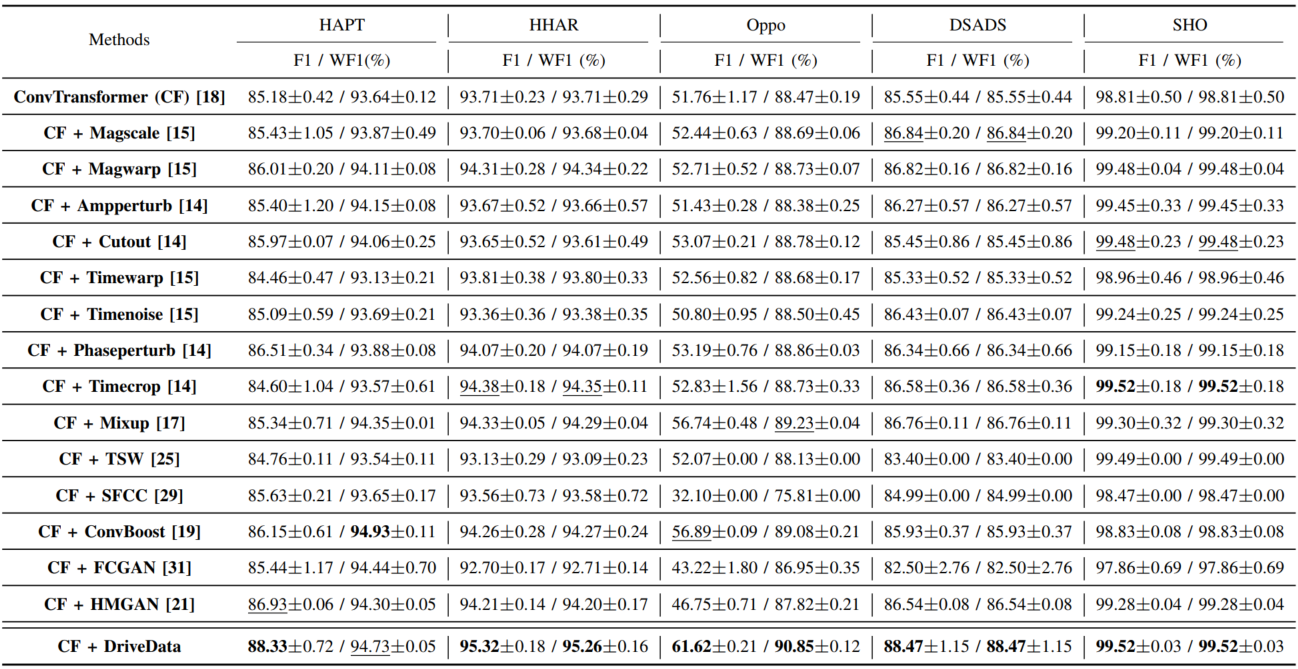 Methods HAPT HHAR Oppo DSADS SHO
F1 / WF1(%) F1 / WF1 (%) F1 / WF1 (%) F1 / WF1 (%) F1 / WF1 (%)
ConvTransformer (CF) [18] 85.18±0.42 / 93.64±0.12 93.71±0.23 / 93.71±0.29 51.76±1.17 / 88.47±0.19 85.55±0.44 / 85.55±0.44 98.81±0.50 / 98.81±0.50
CF + Magscale [15] 85.43±1.05 / 93.87±0.49 93.70±0.06 / 93.68±0.04 52.44±0.63 / 88.69±0.06 86.84±0.20 / 86.84±0.20 99.20±0.11 / 99.20±0.11
CF + Magwarp [15] 86.01±0.20 / 94.11±0.08 94.31±0.28 / 94.34±0.22 52.71±0.52 / 88.73±0.07 86.82±0.16 / 86.82±0.16 99.48±0.04 / 99.48±0.04
CF + Ampperturb [14] 85.40±1.20 / 94.15±0.08 93.67±0.52 / 93.66±0.57 51.43±0.28 / 88.38±0.25 86.27±0.57 / 86.27±0.57 99.45±0.33 / 99.45±0.33
CF + Cutout [14] 85.97±0.07 / 94.06±0.25 93.65±0.52 / 93.61±0.49 53.07±0.21 / 88.78±0.12 85.45±0.86 / 85.45±0.86 99.48±0.23 / 99.48±0.23
CF + Timewarp [15] 84.46±0.47 / 93.13±0.21 93.81±0.38 / 93.80±0.33 52.56±0.82 / 88.68±0.17 85.33±0.52 / 85.33±0.52 98.96±0.46 / 98.96±0.46
CF + Timenoise [15] 85.09±0.59 / 93.69±0.21 93.36±0.36 / 93.38±0.35 50.80±0.95 / 88.50±0.45 86.43±0.07 / 86.43±0.07 99.24±0.25 / 99.24±0.25
CF + Phaseperturb [14] 86.51±0.34 / 93.88±0.08 94.07±0.20 / 94.07±0.19 53.19±0.76 / 88.86±0.03 86.34±0.66 / 86.34±0.66 99.15±0.18 / 99.15±0.18
CF + Timecrop [14] 84.60±1.04 / 93.57±0.61 94.38±0.18 / 94.35±0.11 52.83±1.56 / 88.73±0.33 86.58±0.36 / 86.58±0.36 99.52±0.18 / 99.52±0.18
CF + Mixup [17] 85.34±0.71 / 94.35±0.01 94.33±0.05 / 94.29±0.04 56.74±0.48 / 89.23±0.04 86.76±0.11 / 86.76±0.11 99.30±0.32 / 99.30±0.32
CF + TSW [25] 84.76±0.11 / 93.54±0.11 93.13±0.29 / 93.09±0.23 52.07±0.00 / 88.13±0.00 83.40±0.00 / 83.40±0.00 99.49±0.00 / 99.49±0.00
CF + SFCC [29] 85.63±0.21 / 93.65±0.17 93.56±0.73 / 93.58±0.72 32.10±0.00 / 75.81±0.00 84.99±0.00 / 84.99±0.00 98.47±0.00 / 98.47±0.00
CF + ConvBoost [19] 86.15±0.61 / 94.93±0.11 94.26±0.28 / 94.27±0.24 56.89±0.09 / 89.08±0.21 85.93±0.37 / 85.93±0.37 98.83±0.08 / 98.83±0.08
CF + FCGAN [31] 85.44±1.17 / 94.44±0.70 92.70±0.17 / 92.71±0.14 43.22±1.80 / 86.95±0.35 82.50±2.76 / 82.50±2.76 97.86±0.69 / 97.86±0.69
CF + HMGAN [21] 86.93±0.06 / 94.30±0.05 94.21±0.14 / 94.20±0.17 46.75±0.71 / 87.82±0.21 86.54±0.08 / 86.54±0.08 99.28±0.04 / 99.28±0.04
CF + DriveData 88.33±0.72 / 94.73±0.05 95.32±0.18 / 95.26±0.16 61.62±0.21 / 90.85±0.12 88.47±1.15 / 88.47±1.15 99.52±0.03 / 99.52±0.03